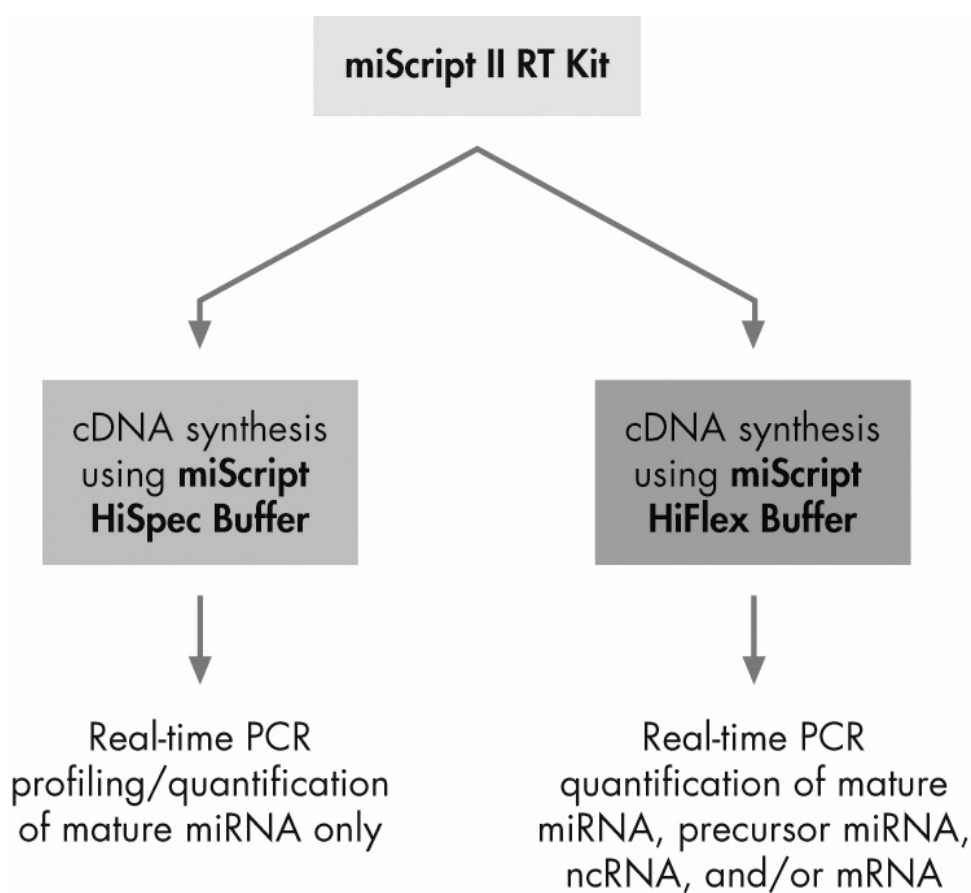 miScript II RT Kit
cDNA synthesis
using miScript
HiSpec Buffer
cDNA synthesis
using miScript
HiFlex Buffer
Real-time PCR
profiling/quantification
of mature miRNA only
Real-time PCR
quantification of mature
miRNA, precursor miRNA,
ncRNA, and/or mRNA